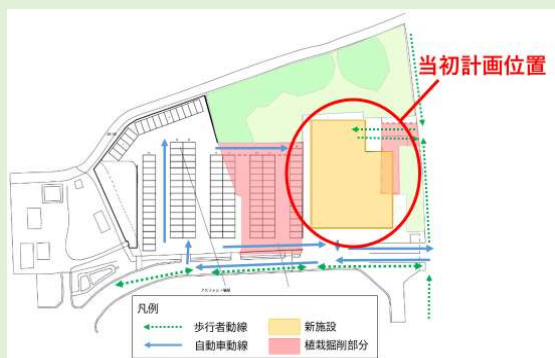 当初計画位置
凡例
歩行者動線
新施設
自動車動線
植栽掘削部分